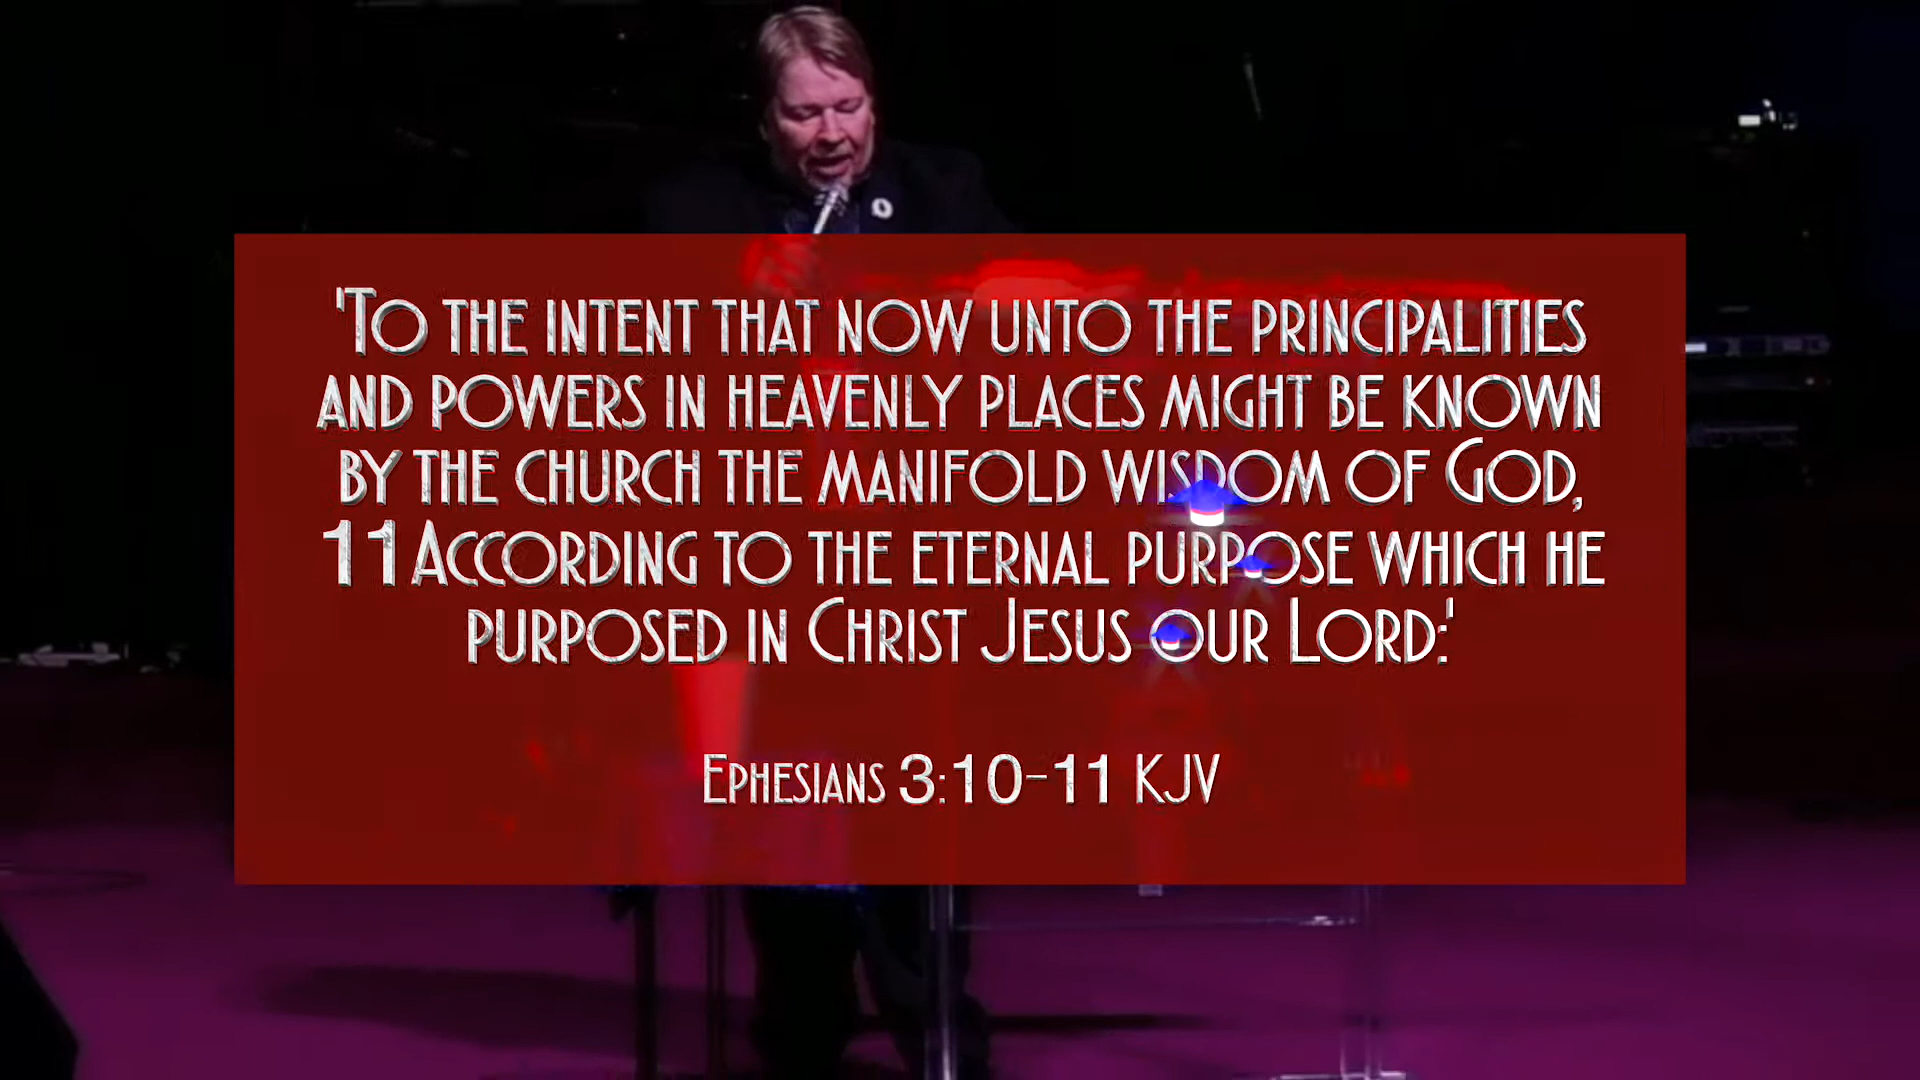 'To the intent that now unto the principalities
and powers in heavenly places might be known
by the church the manifold wisdom of God,
11 According to the eternal purpose which he
purposed in Christ Jesus our Lord:'
Ephesians 3:10-11 KJV